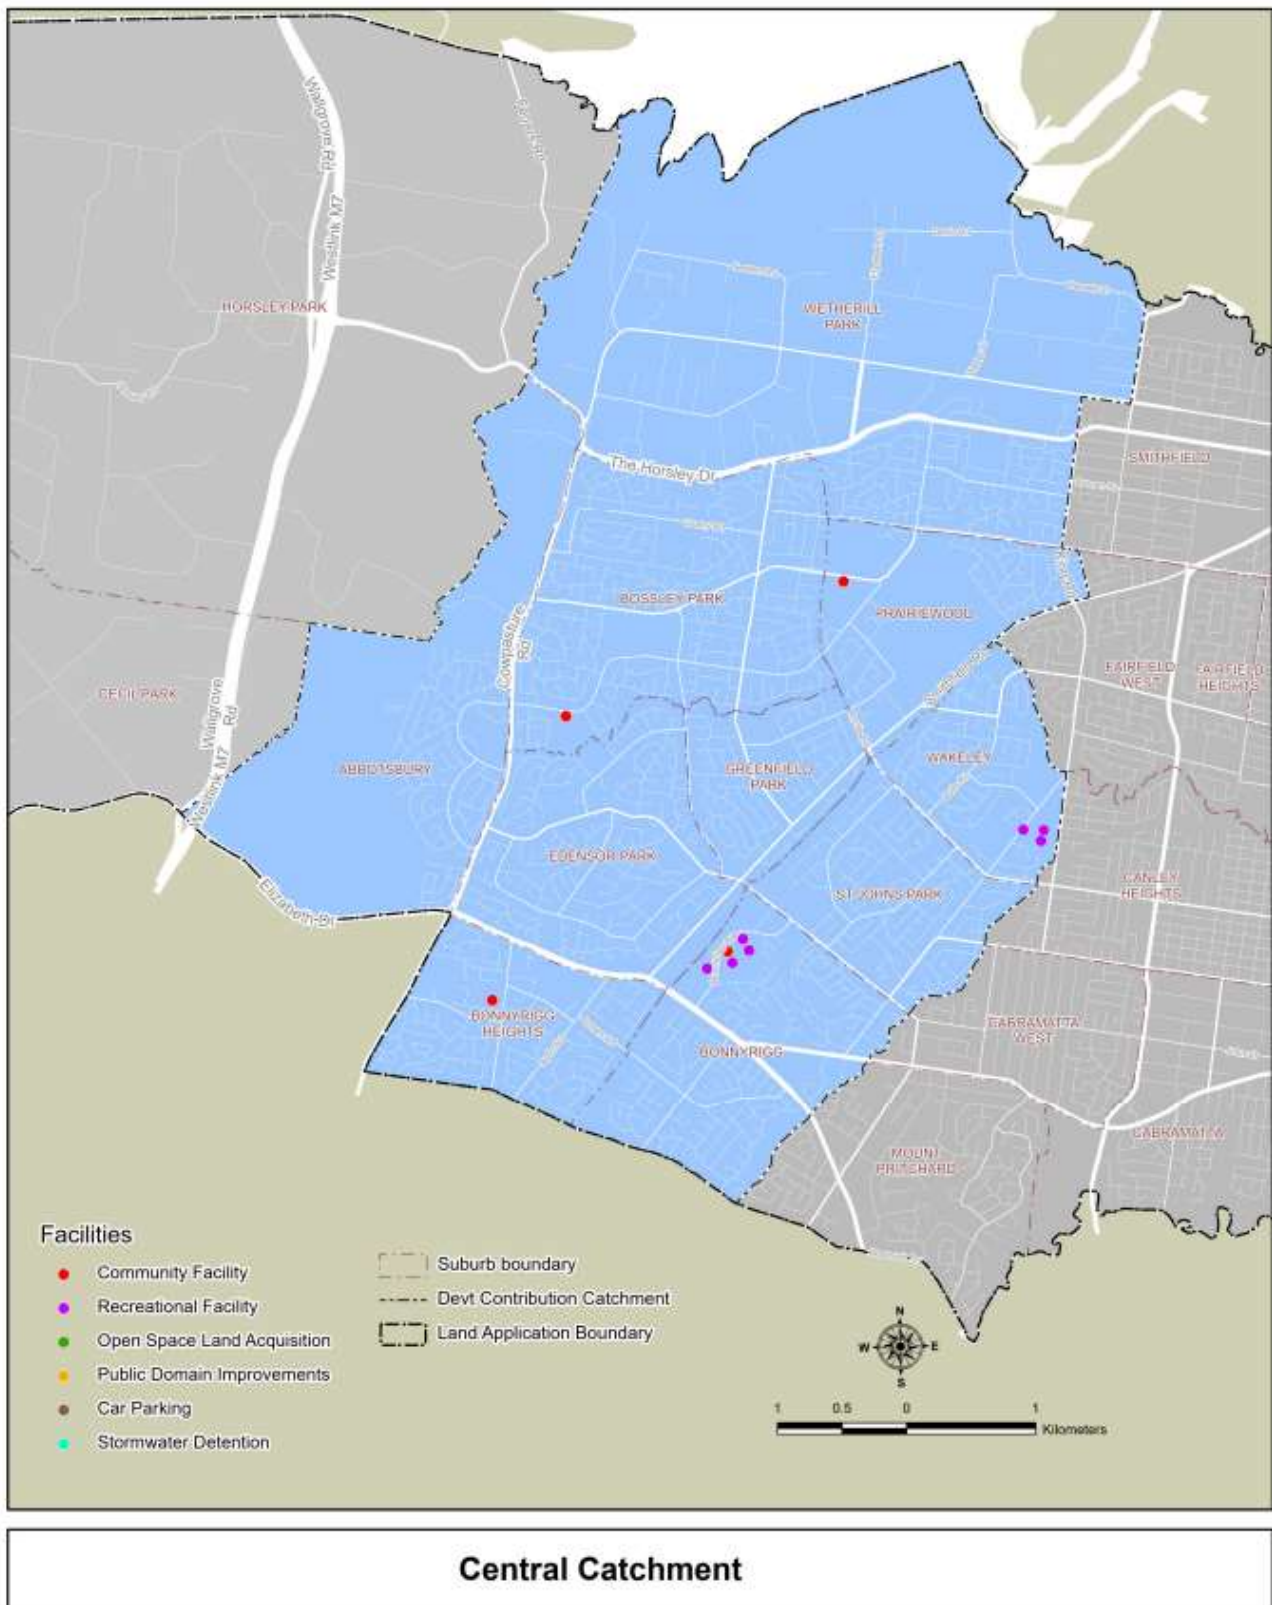 Wallgrove Rd
Westlink M7
HORSLEY PARK
WETHERILL
PARK
The Horsley Dr
SMITHFIELD
BOSSLEY PARK
PRAIRIEWOOD
Cowpasture
Rd
FAIRFIELD
WEST
FAIRFIELD
HEIGHTS
CECIL PARK
Wallgrove
Rd
Westlink M7
ABBOTSBURY
GREENFIELD
PARK
WAKELEY
EDENSOR PARK
ST JOHNS PARK
CANLEY
HEIGHTS
Elizabeth Dr
BONNYRIGG
HEIGHTS
BONNYRIGG
CABRAMATTA
WEST
CABRAMATTA
MOUNT
PRITCHARD
Facilities
Community Facility
Recreational Facility
Open Space Land Acquisition
Public Domain Improvements
Car Parking
Stormwater Detention
Suburb boundary
Devt Contribution Catchment
Land Application Boundary
N
W E
S
1 0.5 0 1
Kilometers
Central Catchment